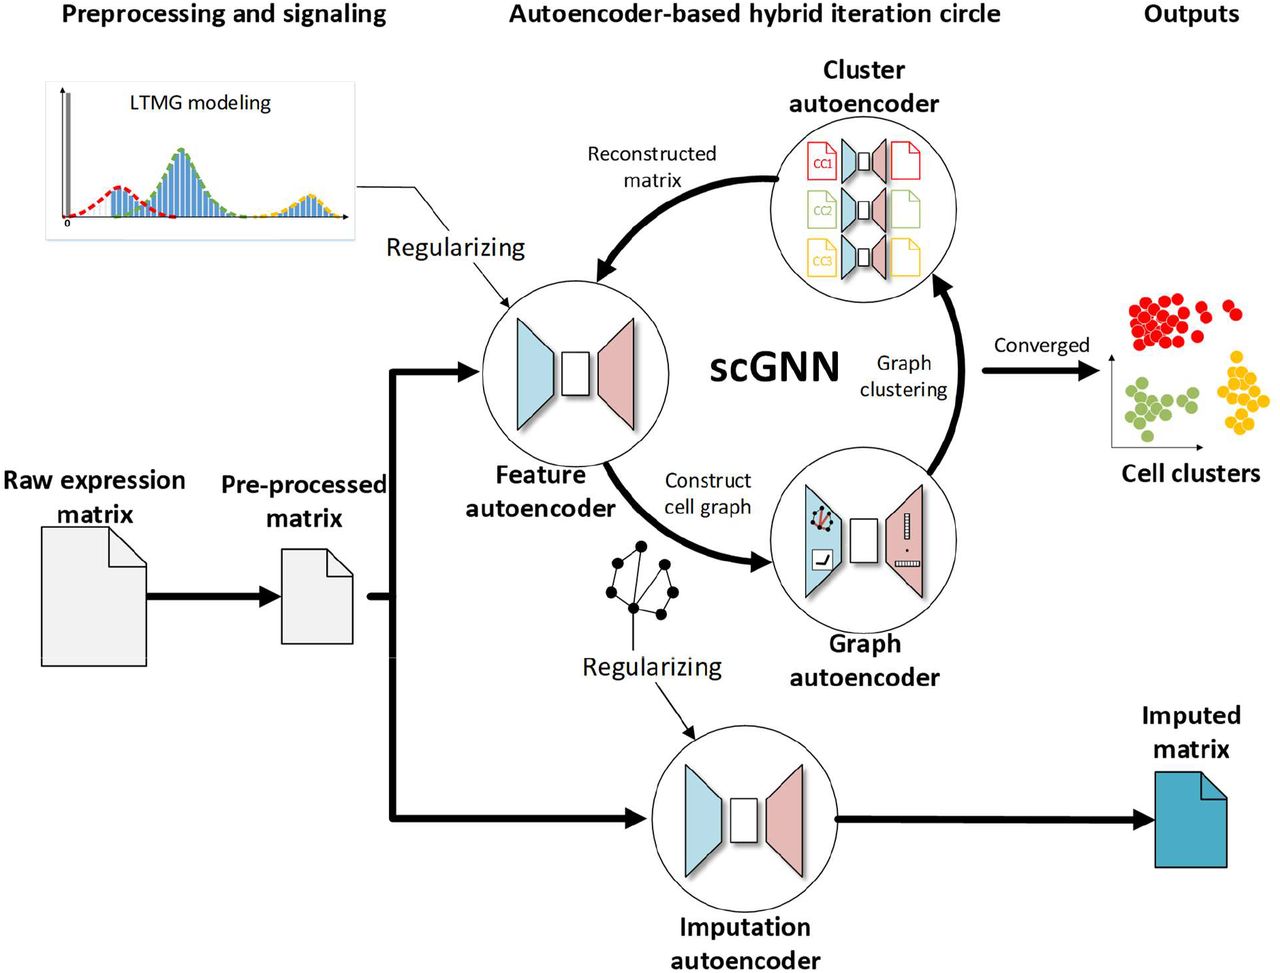 Preprocessing and signaling
Autoencoder-based hybrid iteration circle
Outputs
LTMG modeling
0
Regularizing
Cluster
autoencoder
CC1
CC2
CC3
Reconstructed
matrix
scGNN
Graph
clustering
Converged
Cell clusters
Feature
autoencoder
Construct
cell graph
Raw expression
matrix
Pre-processed
matrix
Graph
autoencoder
Regularizing
Imputation
autoencoder
Imputed
matrix